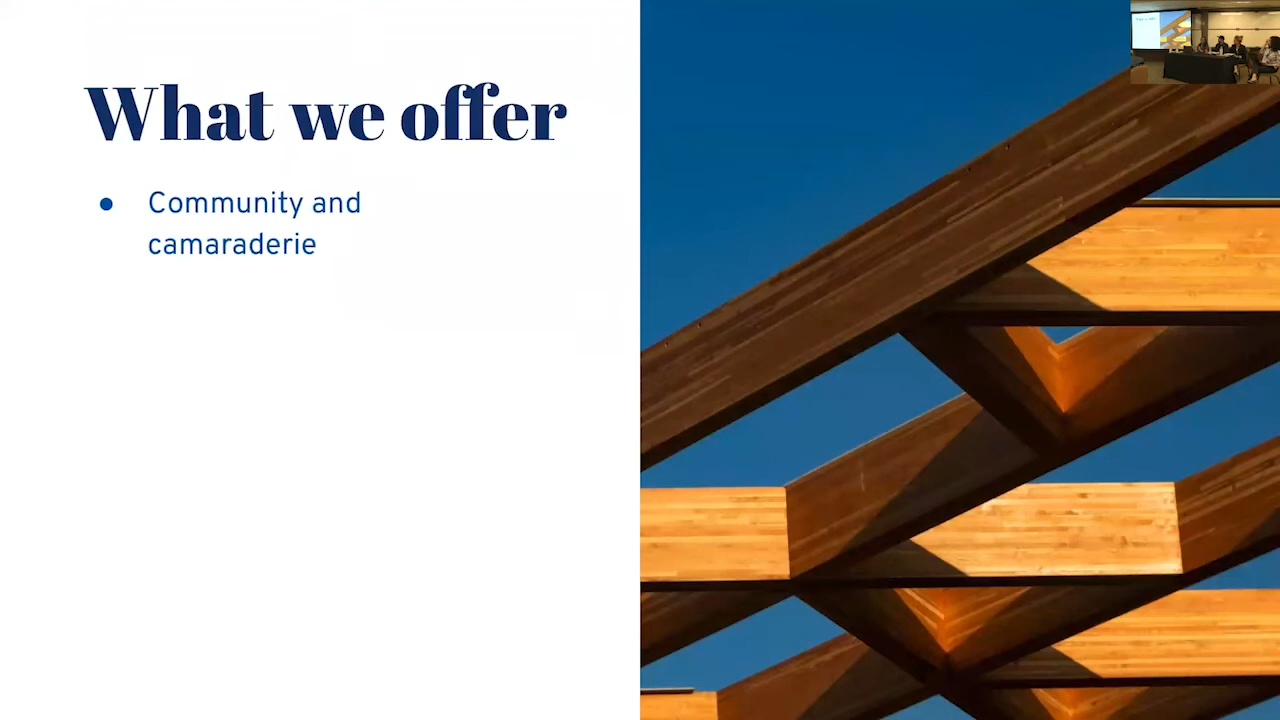 What we offer
● Community and
camaraderie